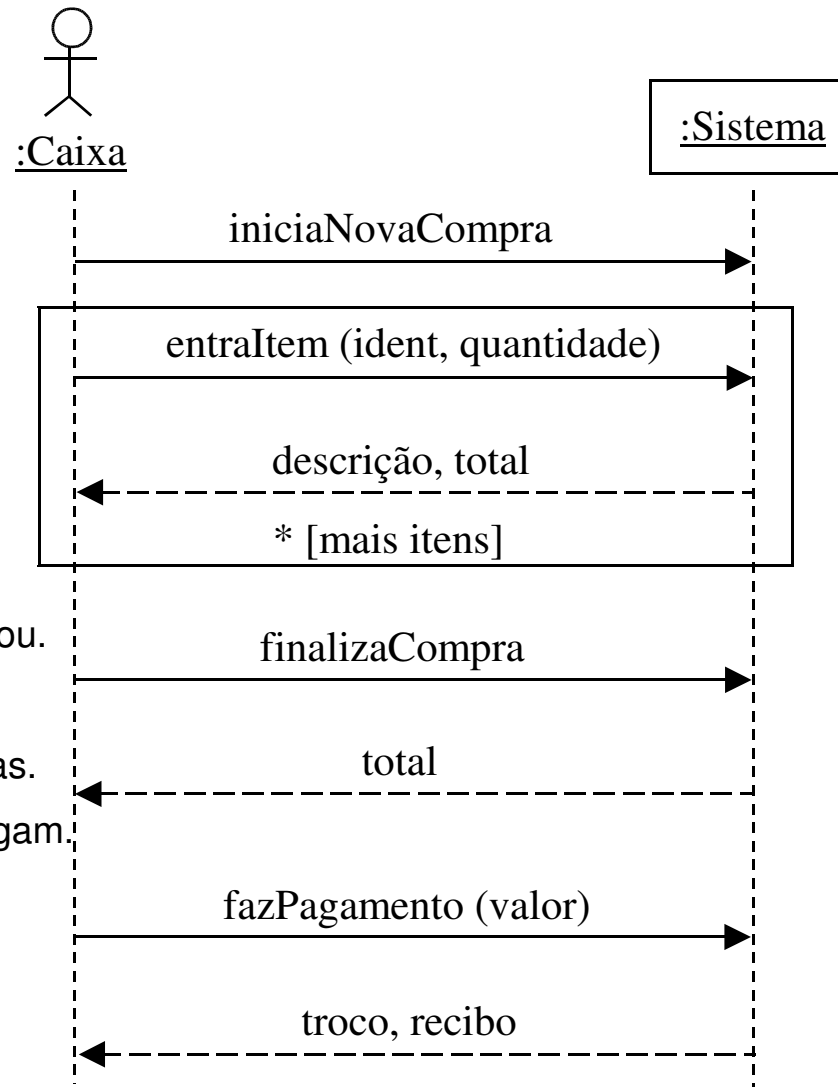 :Caixa
:Sistema
iniciaNovaCompra
entraItem (ident, quantidade)
descrição, total
* [mais itens]
ou.
finalizaCompra
as.
total
gam.
fazPagamento (valor)
troco, recibo